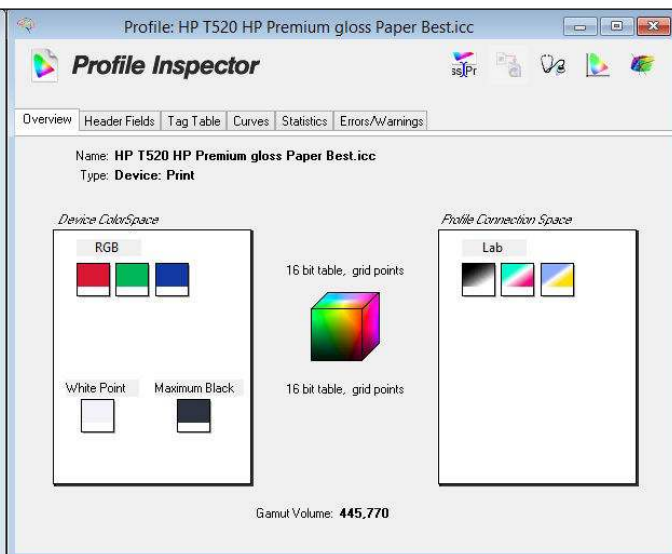 Profile: HP T520 HP Premium gloss Paper Best.icc
Profile Inspector
Overview Header Fields Tag Table Curves Statistics Errors/Warnings
Name: HP T520 HP Premium gloss Paper Best.icc
Type: Device: Print
Device ColorSpace
Profile Connection Space
RGB
Lab
16 bit table, grid points
White Point
Maximum Black
16 bit table, grid points
Gamut Volume: 445,770